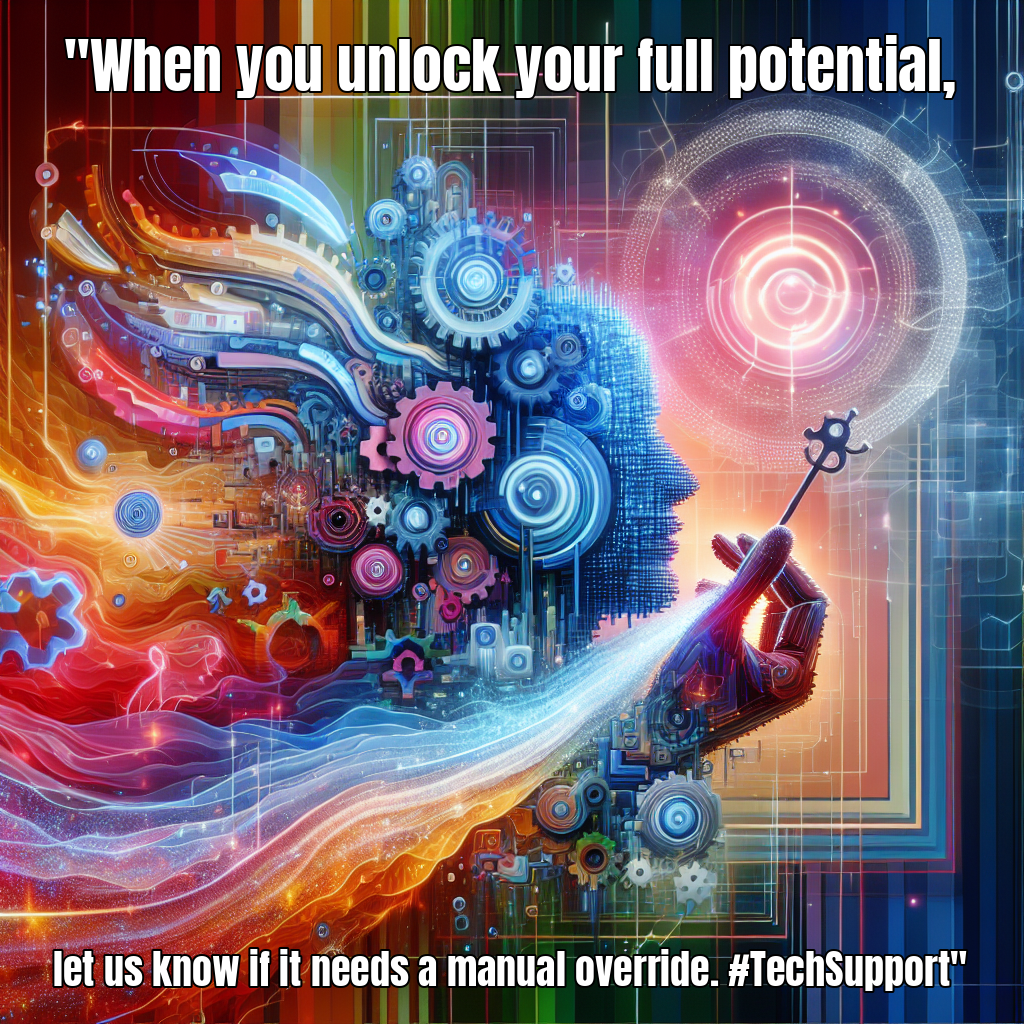 "When you unlock your full potential,
let us know if it needs a manual override. #TechSupport"